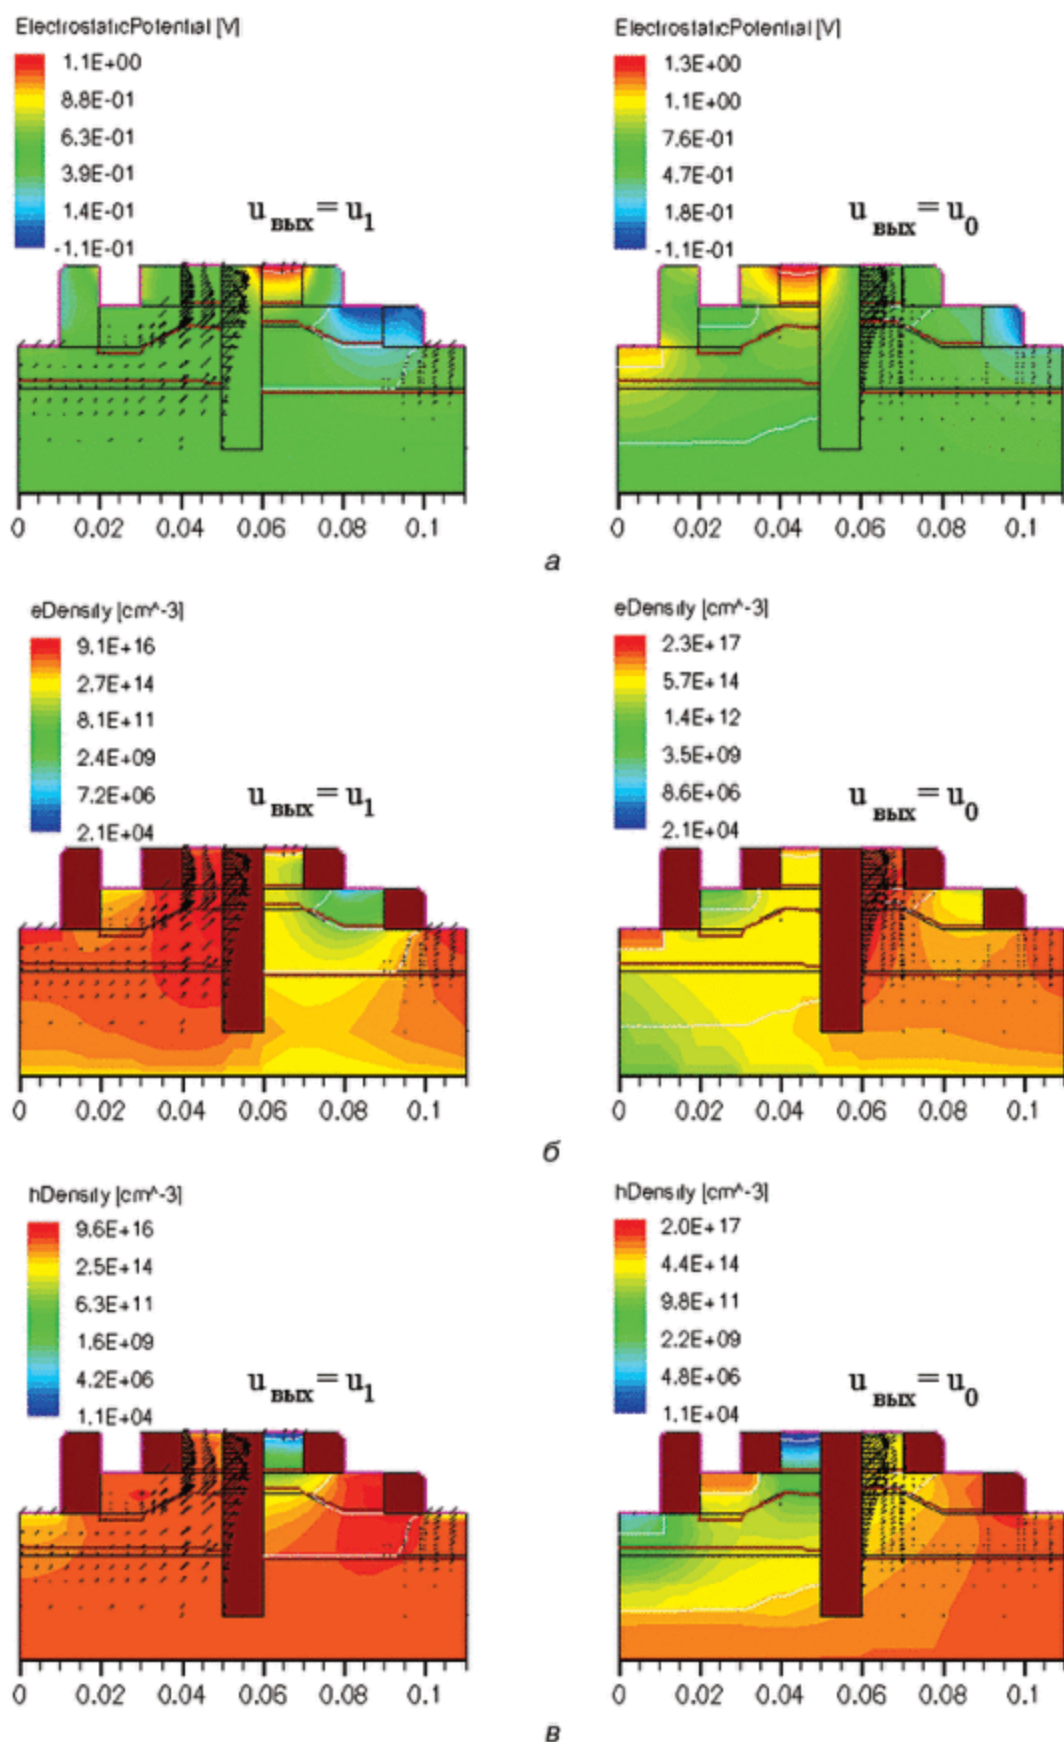 ElectrostaticPotential [V]
1.1E+00
8.8E-01
6.3E-01
3.9E-01
1.4E-01
-1.1E-01
u вых = u1
0 0.02 0.04 0.06 0.08 0.1
ElectrostaticPotential [V]
1.3E+00
1.1E+00
7.6E-01
4.7E-01
1.8E-01
-1.1E-01
u вых = u0
0 0.02 0.04 0.06 0.08 0.1
а
eDensity [cm^-3]
9.1E+16
2.7E+14
8.1E+11
2.4E+09
7.2E+06
2.1E+04
u вых = u1
0 0.02 0.04 0.06 0.08 0.1
eDensity [cm^-3]
2.3E+17
5.7E+14
1.4E+12
3.5E+09
8.6E+06
2.1E+04
u вых = u0
0 0.02 0.04 0.06 0.08 0.1
б
hDensity [cm^-3]
9.6E+16
2.5E+14
6.3E+11
1.6E+09
4.2E+06
1.1E+04
u вых = u1
0 0.02 0.04 0.06 0.08 0.1
hDensity [cm^-3]
2.0E+17
4.4E+14
9.8E+11
2.2E+09
4.8E+06
1.1E+04
u вых = u0
0 0.02 0.04 0.06 0.08 0.1
в